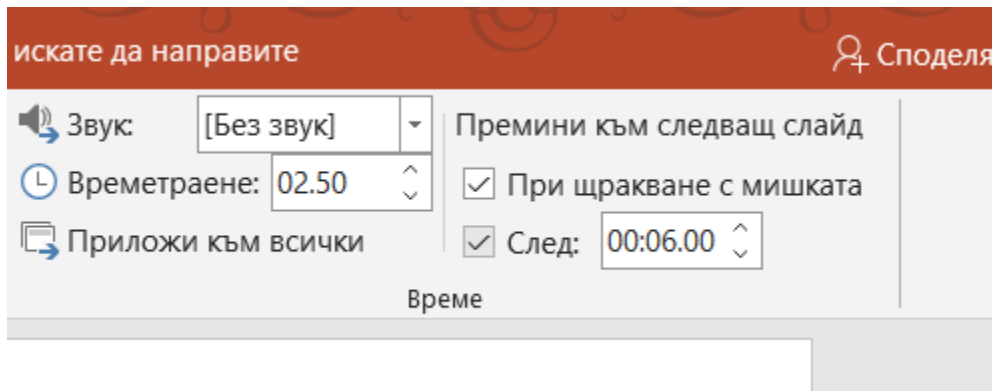 искате да направите
Споделя
Звук: [Без звук]
Премини към следващ слайд
Времетраене: 02.50
При щракване с мишката
Приложи към всички
След: 00:06.00
Време